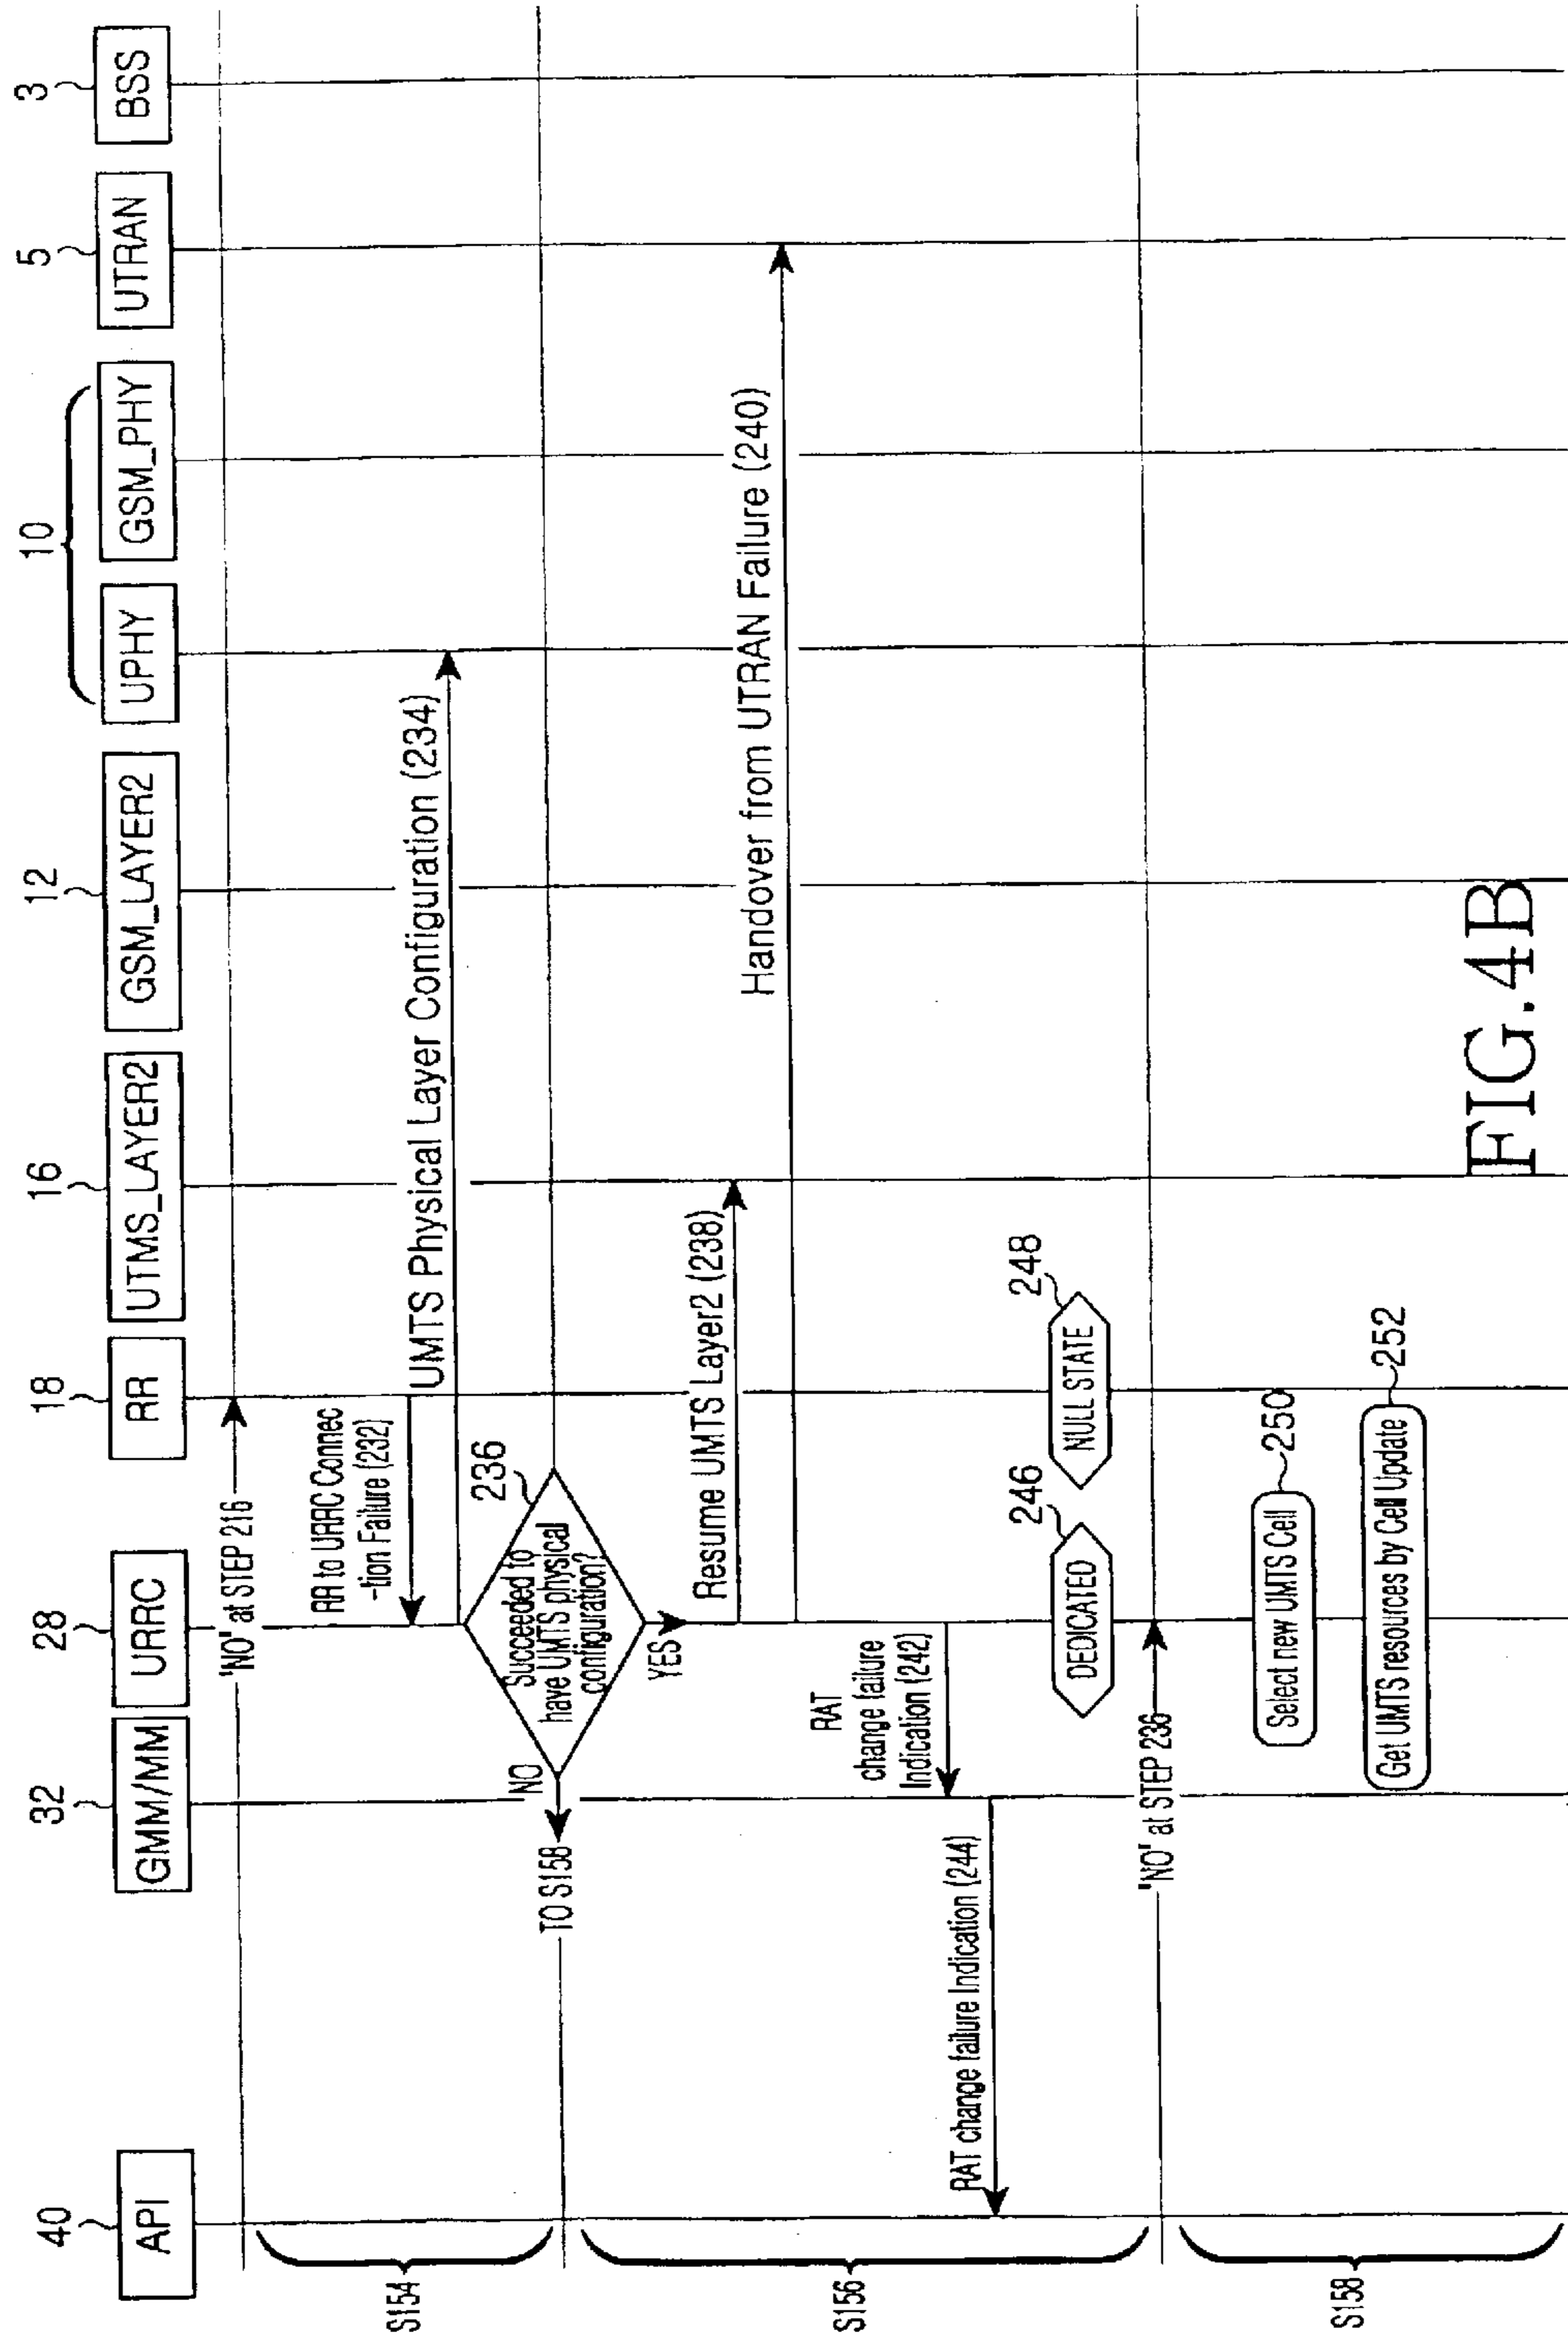 40
32
28
18
16
12
10
5
3
API
GMM/MM
URRC
RR
UTMS_LAYER2
GSM_LAYER2
UPHY
GSM_PHY
UTRAN
BSS
'NO' at STEP 216
S154
RR to URRC Connec
-tion Failure (232)
UMTS Physical Layer Configuration (234)
236
Succeeded to
have UMTS physical
configuration?
NO
TO S158
YES
S156
Resume UMTS Layer2 (238)
Handover from UTRAN Failure (240)
RAT
change failure
Indication (242)
RAT change failure Indication (244)
246
DEDICATED
248
NULL STATE
'NO' at STEP 236
S158
Select new UMTS Cell
250
Get UMTS resources by Cell Update
252
FIG.4B